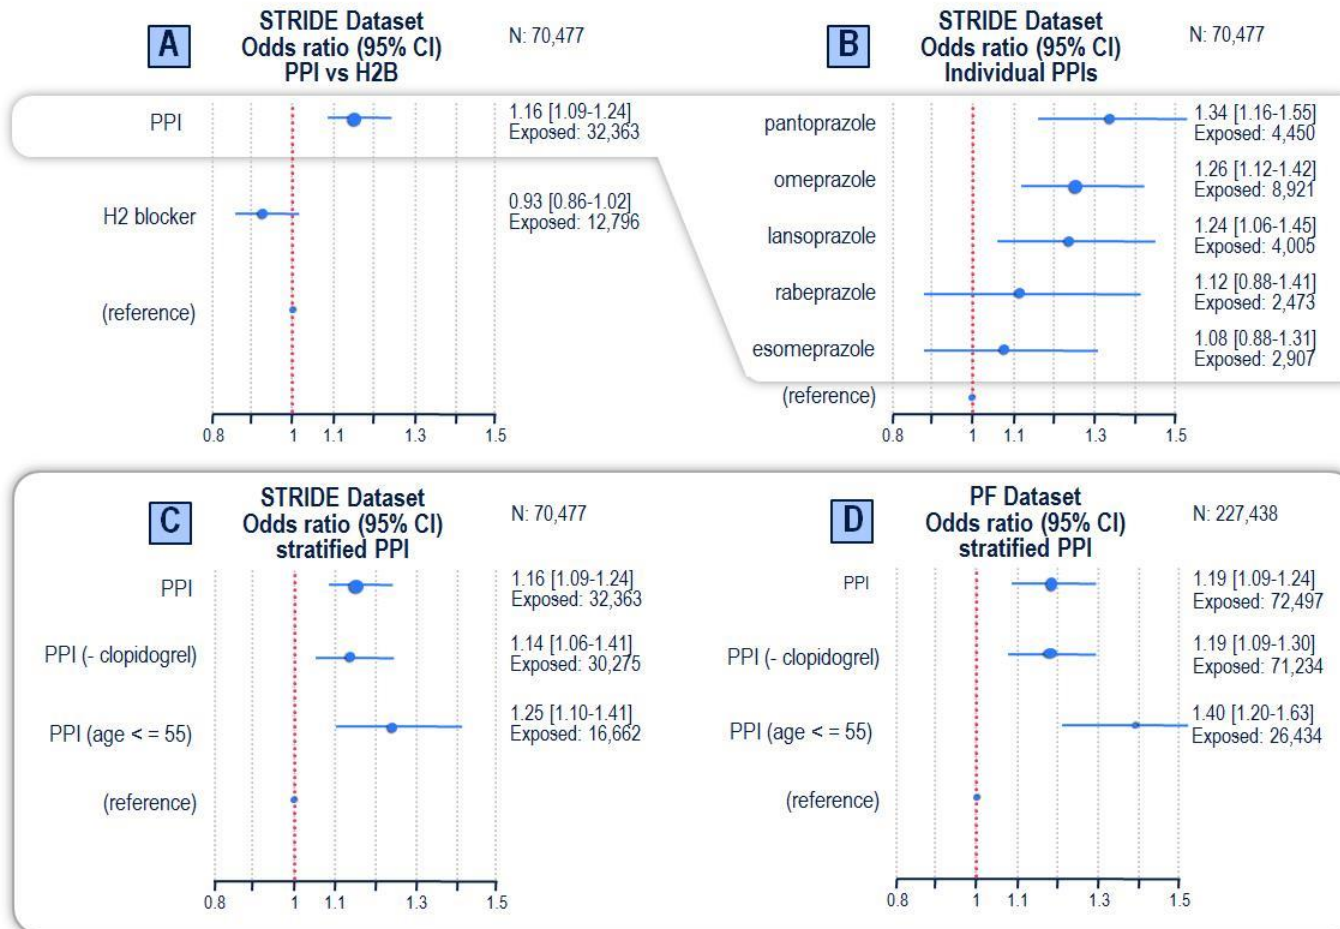 A
STRIDE Dataset
Odds ratio (95% CI)
PPI vs H2B
N: 70,477
PPI
1.16 [1.09-1.24]
Exposed: 32,363
H2 blocker
0.93 [0.86-1.02]
Exposed: 12,796
(reference)
0.8 1 1.1 1.3 1.5
B
STRIDE Dataset
Odds ratio (95% CI)
Individual PPIs
N: 70,477
pantoprazole
1.34 [1.16-1.55]
Exposed: 4,450
omeprazole
1.26 [1.12-1.42]
Exposed: 8,921
lansoprazole
1.24 [1.06-1.45]
Exposed: 4,005
rabeprazole
1.12 [0.88-1.41]
Exposed: 2,473
esomeprazole
1.08 [0.88-1.31]
Exposed: 2,907
(reference)
0.8 1 1.1 1.3 1.5
C
STRIDE Dataset
Odds ratio (95% CI)
stratified PPI
N: 70,477
PPI
1.16 [1.09-1.24]
Exposed: 32,363
PPI (- clopidogrel)
1.14 [1.06-1.41]
Exposed: 30,275
PPI (age < = 55)
1.25 [1.10-1.41]
Exposed: 16,662
(reference)
0.8 1 1.1 1.3 1.5
D
PF Dataset
Odds ratio (95% CI)
stratified PPI
N: 227,438
PPI
1.19 [1.09-1.24]
Exposed: 72,497
PPI (- clopidogrel)
1.19 [1.09-1.30]
Exposed: 71,234
PPI (age < = 55)
1.40 [1.20-1.63]
Exposed: 26,434
(reference)
0.8 1 1.1 1.3 1.5